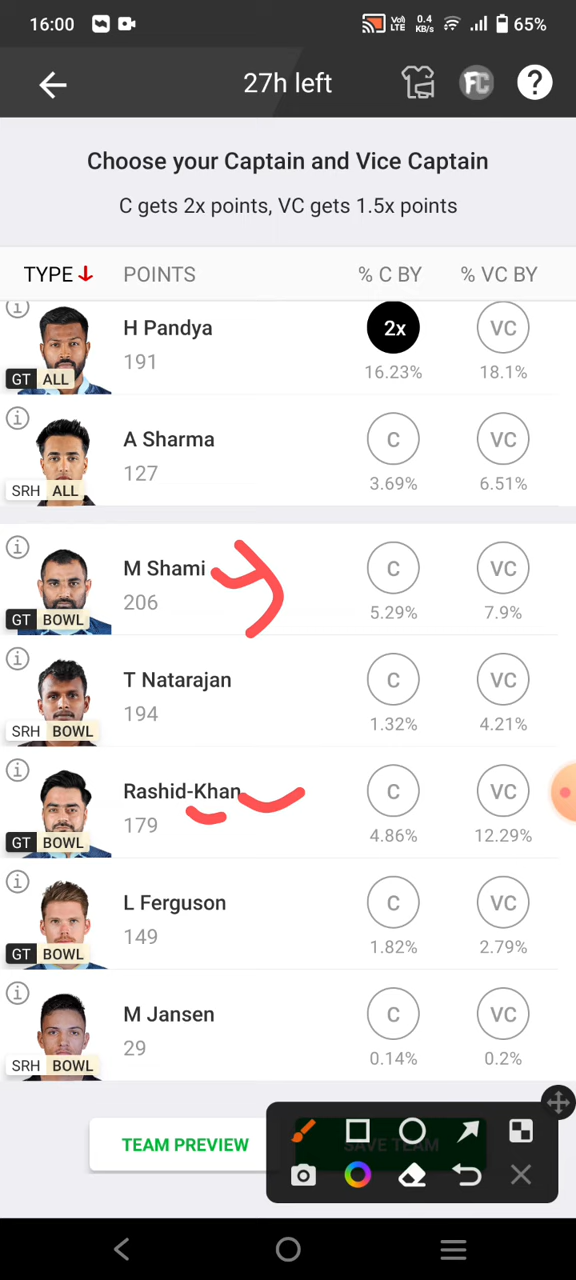 16:00 Vo) LTE 0.4 KB/s 65%
27h left FC ?
Choose your Captain and Vice Captain
C gets 2x points, VC gets 1.5x points
TYPE POINTS % C BY % VC BY
H Pandya 2x VC
191 16.23% 18.1%
GT ALL
A Sharma C VC
127 3.69% 6.51%
SRH ALL
M Shami C VC
206 5.29% 7.9%
GT BOWL
T Natarajan C VC
194 1.32% 4.21%
SRH BOWL
Rashid-Khan C VC
179 4.86% 12.29%
GT BOWL
L Ferguson C VC
149 1.82% 2.79%
GT BOWL
M Jansen C VC
29 0.14% 0.2%
SRH BOWL
TEAM PREVIEW SAVE TEAM